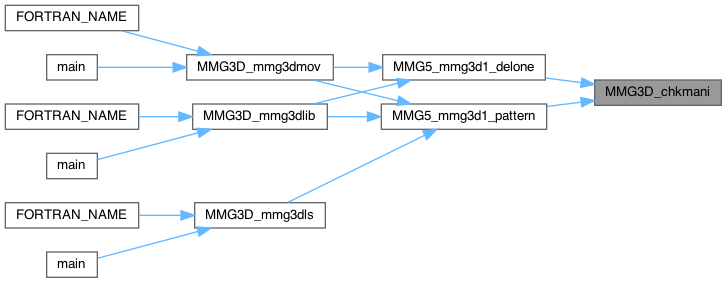 FORTRAN_NAME
main
MMG3D_mmg3dmov
MMG5_mmg3d1_delone
MMG3D_chkmani
FORTRAN_NAME
MMG3D_mmg3dlib
MMG5_mmg3d1_pattern
main
FORTRAN_NAME
MMG3D_mmg3dls
main